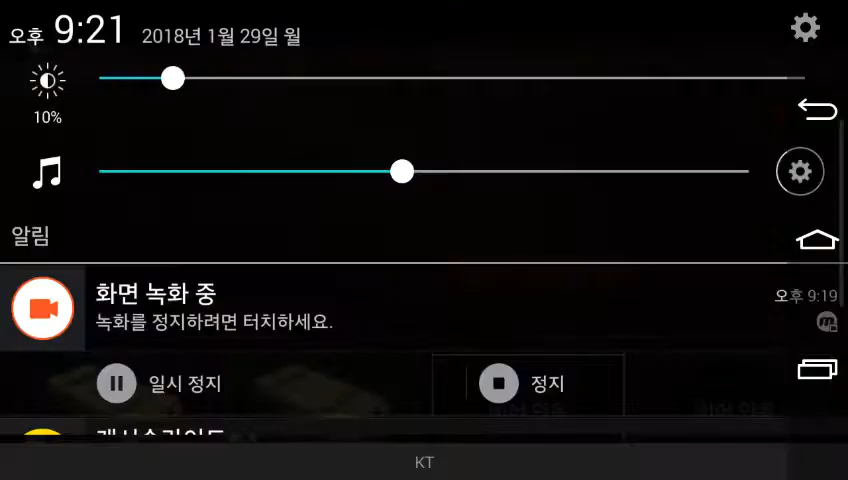 오후 9:21 2018년 1월 29일 월
10%
알림
화면 녹화 중
오후 9:19
녹화를 정지하려면 터치하세요.
일시 정지
정지
KT